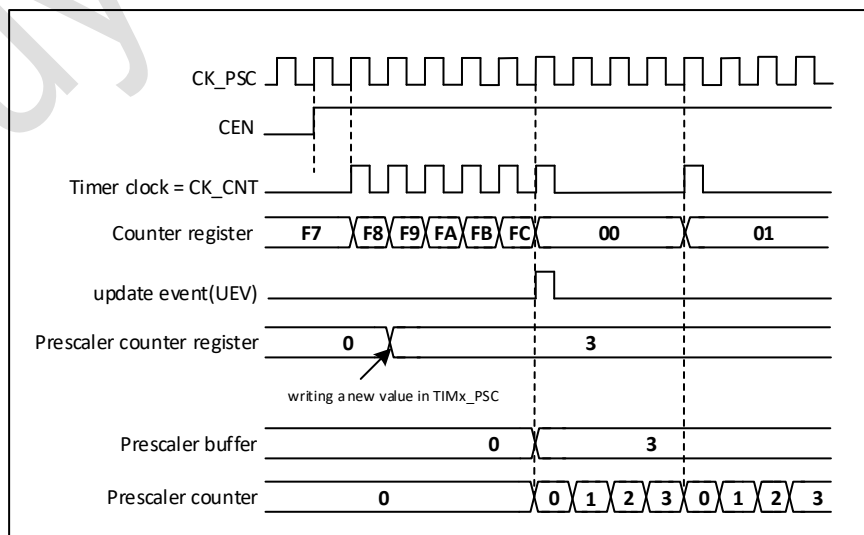 CK_PSC
CEN
Timer clock = CK_CNT
Counter register F7 F8 F9 FA FB FC 00 01
update event(UEV)
Prescaler counter register 0 3
writing a new value in TIMx_PSC
Prescaler buffer 0 3
Prescaler counter 0 0 1 2 3 0 1 2 3